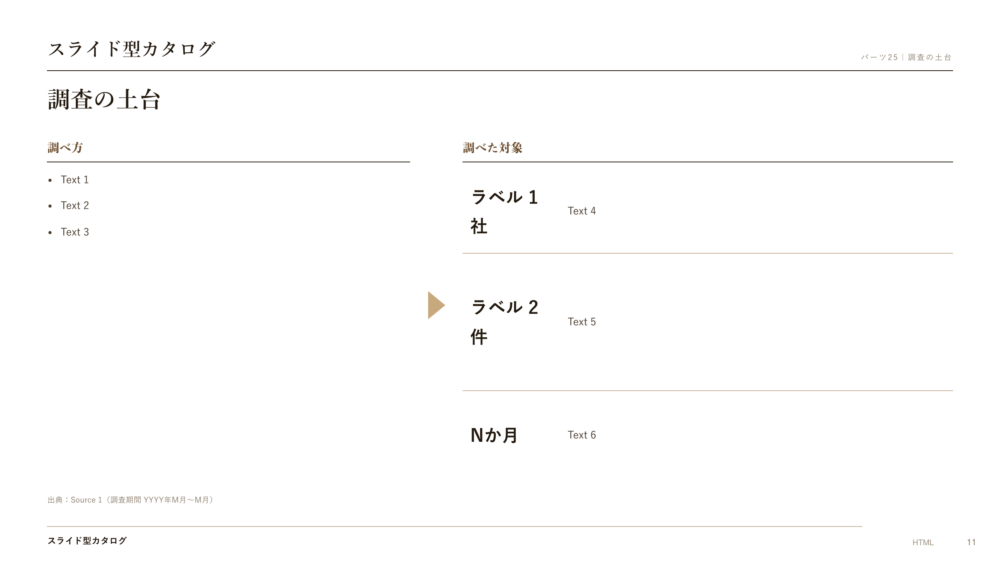 スライド型カタログ
パーツ25｜調査の土台
調査の土台
調べ方
• Text 1
• Text 2
• Text 3
調べた対象
ラベル 1
社
Text 4
ラベル 2
件
Text 5
Nか月
Text 6
出典：Source 1（調査期間 YYYY年M月〜M月）
スライド型カタログ
HTML
11